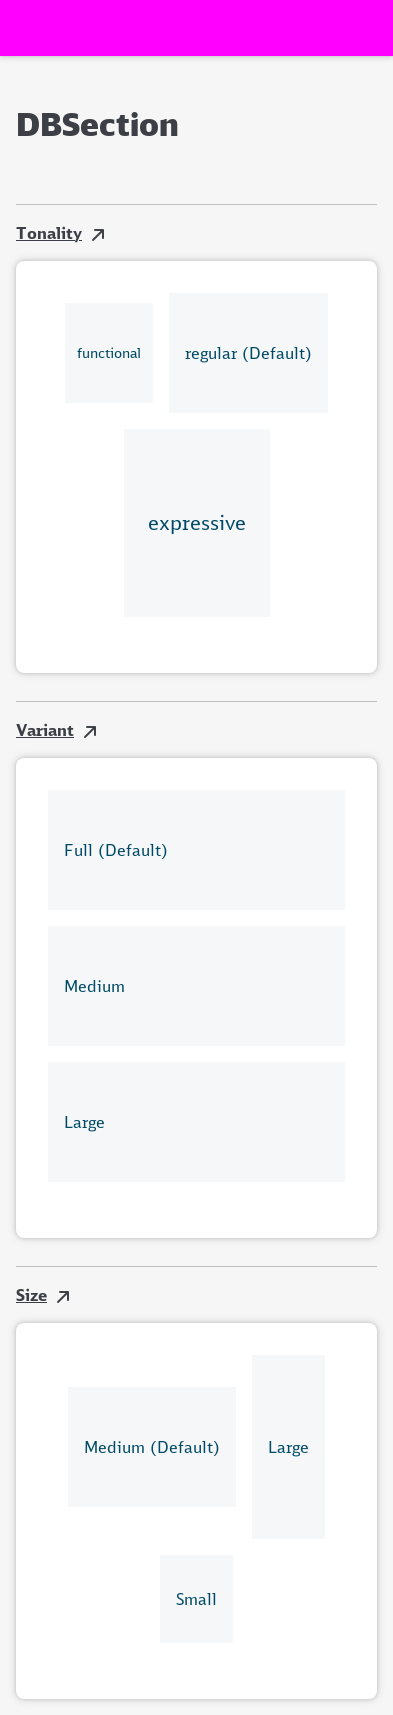 DBSection
Tonality
functional
regular (Default)
expressive
Variant
Full (Default)
Medium
Large
Size
Medium (Default)
Large
Small